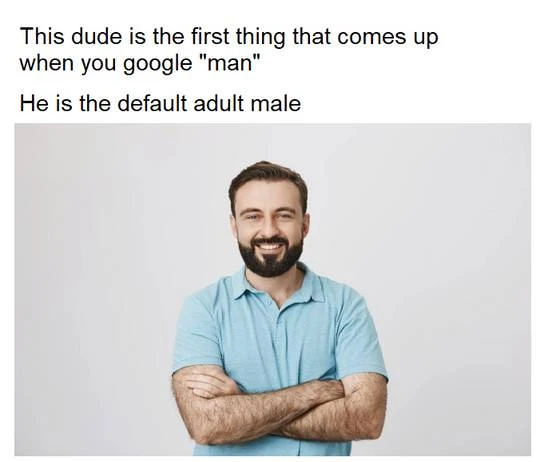 This dude is the first thing that comes up
when you google "man"
He is the default adult male